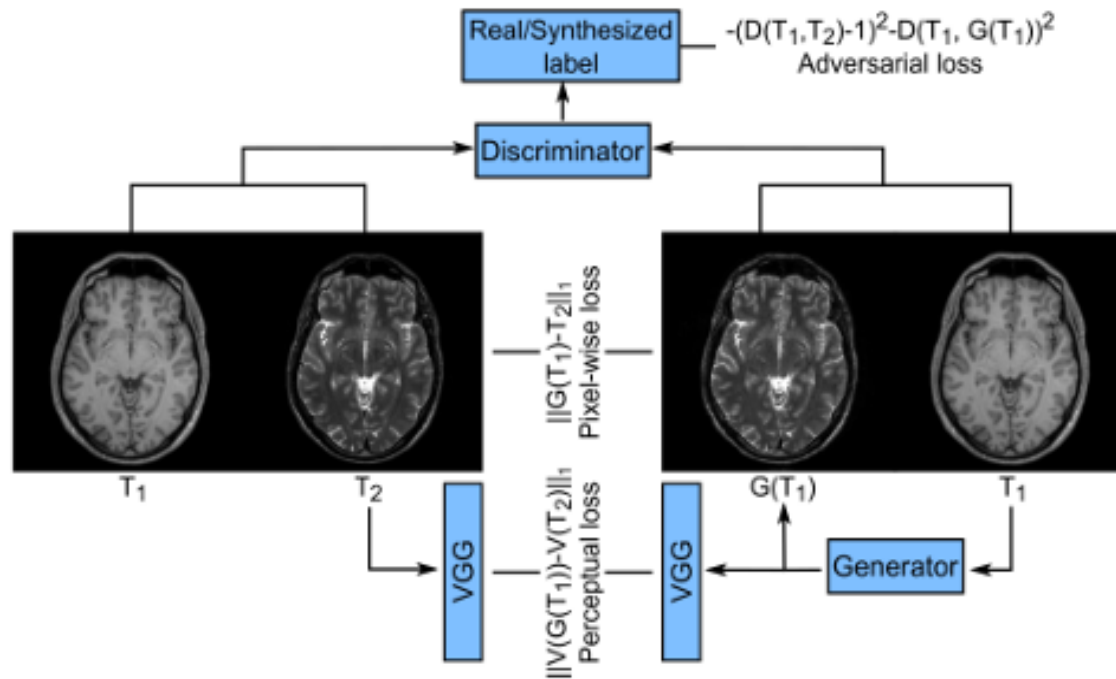 Real/Synthesized
label
-(D(T₁,T₂)-1)²-D(T₁, G(T₁))²
Adversarial loss
Discriminator
||G(T₁)-T₂||₁
Pixel-wise loss
T₁
T₂
G(T₁)
T₁
VGG
||V(G(T₁))-V(T₂)||₁
Perceptual loss
VGG
Generator